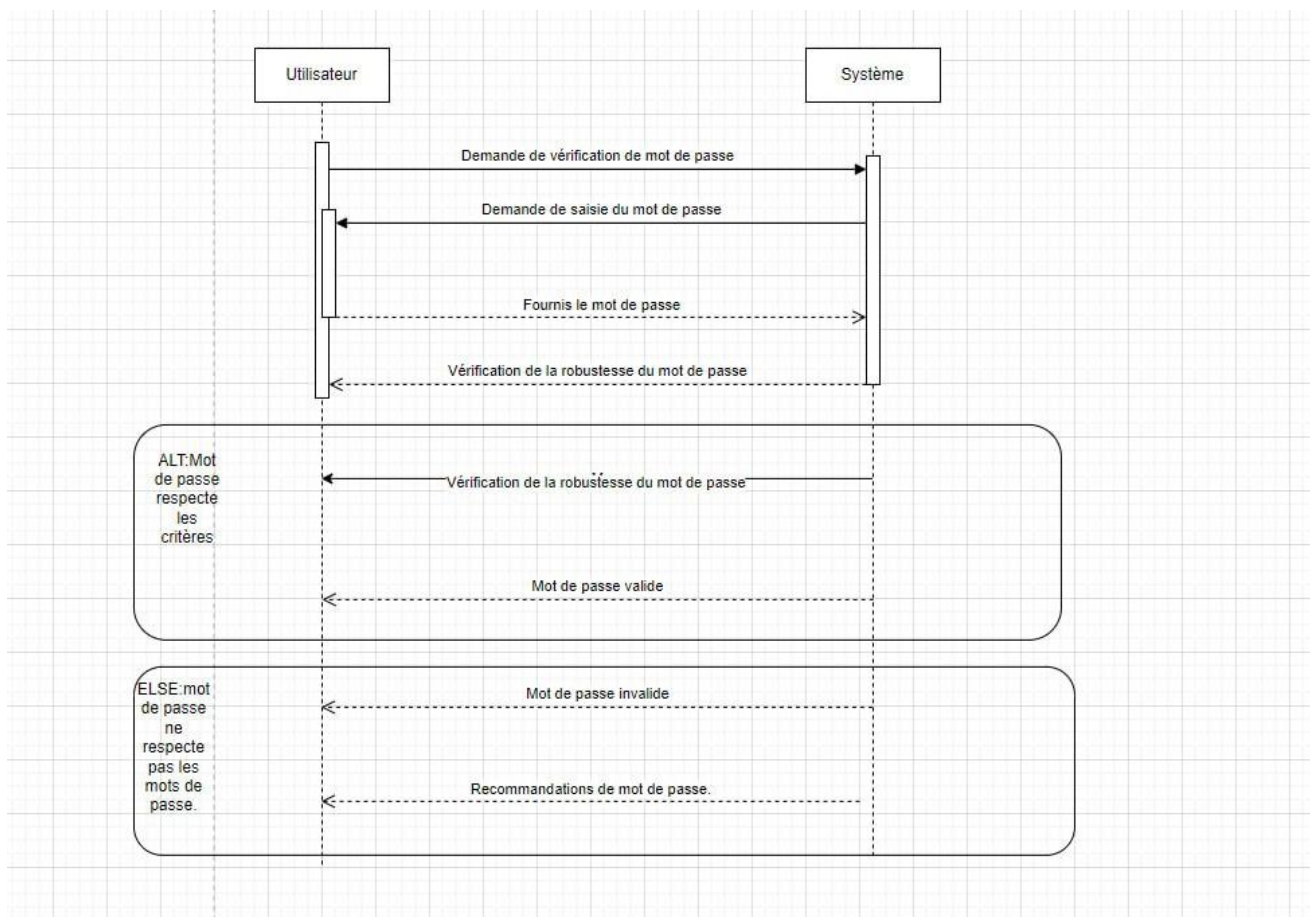 Utilisateur
Système
Demande de vérification de mot de passe
Demande de saisie du mot de passe
Fournis le mot de passe
Vérification de la robustesse du mot de passe
ALT:Mot
de passe
respecte
les
critères
Vérification de la robustesse du mot de passe
Mot de passe valide
ELSE:mot
de passe
ne
respecte
pas les
mots de
passe.
Mot de passe invalide
Recommandations de mot de passe.